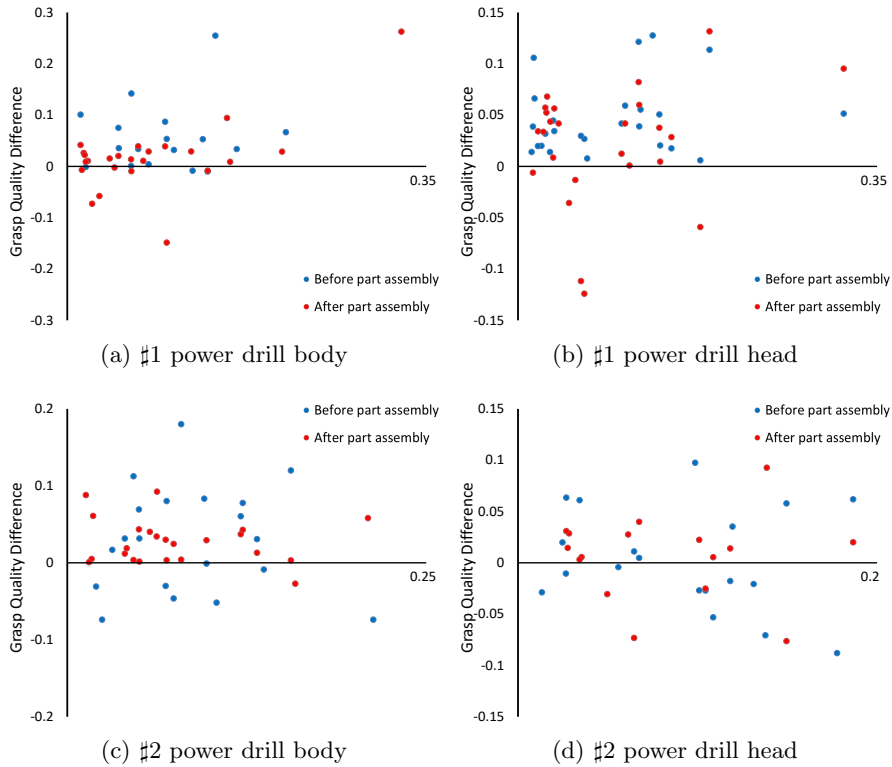 0.3
0.2
0.1
0
0.1
0.2
-0.3
0.35
Grasp Quality Difference
Before part assembly
After part assembly
(a) ♯1 power drill body
0.15
0.1
0.05
0
-0.05
-0.1
-0.15
0.35
Grasp Quality Difference
Before part assembly
After part assembly
(b) ♯1 power drill head
0.2
0.1
0
-0.1
-0.2
0.25
Grasp Quality Difference
Before part assembly
After part assembly
(c) ♯2 power drill body
0.15
0.1
0.05
0
-0.05
-0.1
-0.15
0.2
Grasp Quality Difference
Before part assembly
After part assembly
(d) ♯2 power drill head